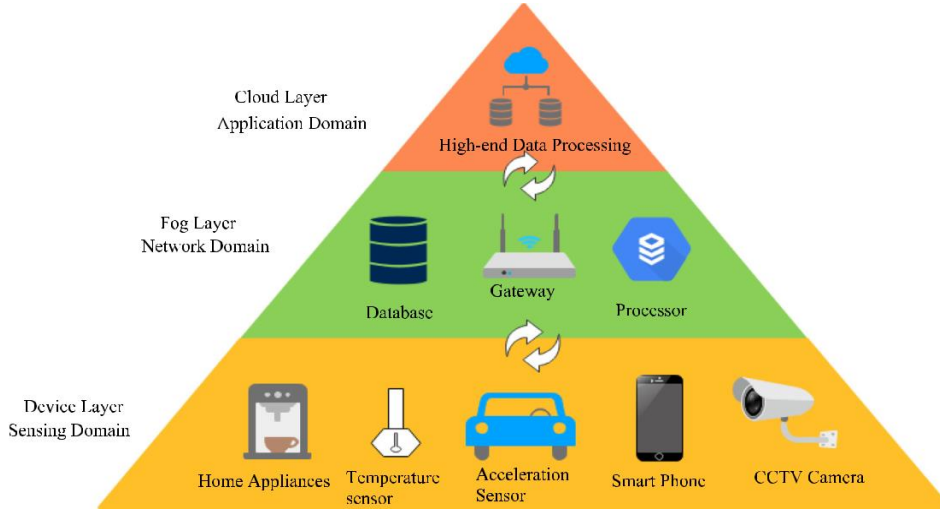 Cloud Layer
Application Domain
High-end Data Processing
Fog Layer
Network Domain
Database
Gateway
Processor
Device Layer
Sensing Domain
Home Appliances
Temperature
sensor
Acceleration
Sensor
Smart Phone
CCTV Camera